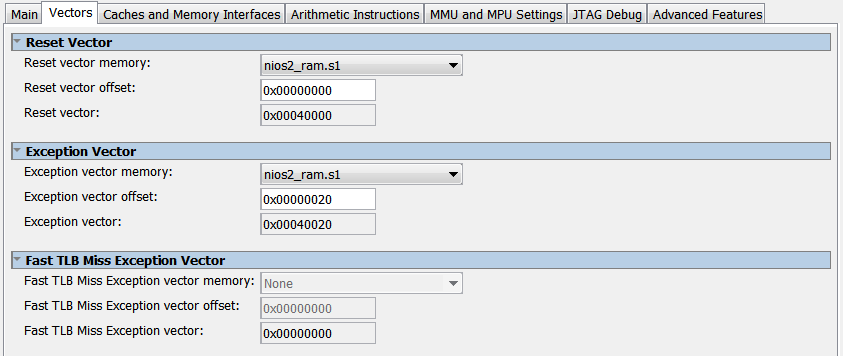 Main Vectors Caches and Memory Interfaces Arithmetic Instructions MMU and MPU Settings JTAG Debug Advanced Features
Reset Vector
Reset vector memory: nios2_ram.s1
Reset vector offset: 0x00000000
Reset vector: 0x00040000
Exception Vector
Exception vector memory: nios2_ram.s1
Exception vector offset: 0x00000020
Exception vector: 0x00040020
Fast TLB Miss Exception Vector
Fast TLB Miss Exception vector memory: None
Fast TLB Miss Exception vector offset: 0x00000000
Fast TLB Miss Exception vector: 0x00000000